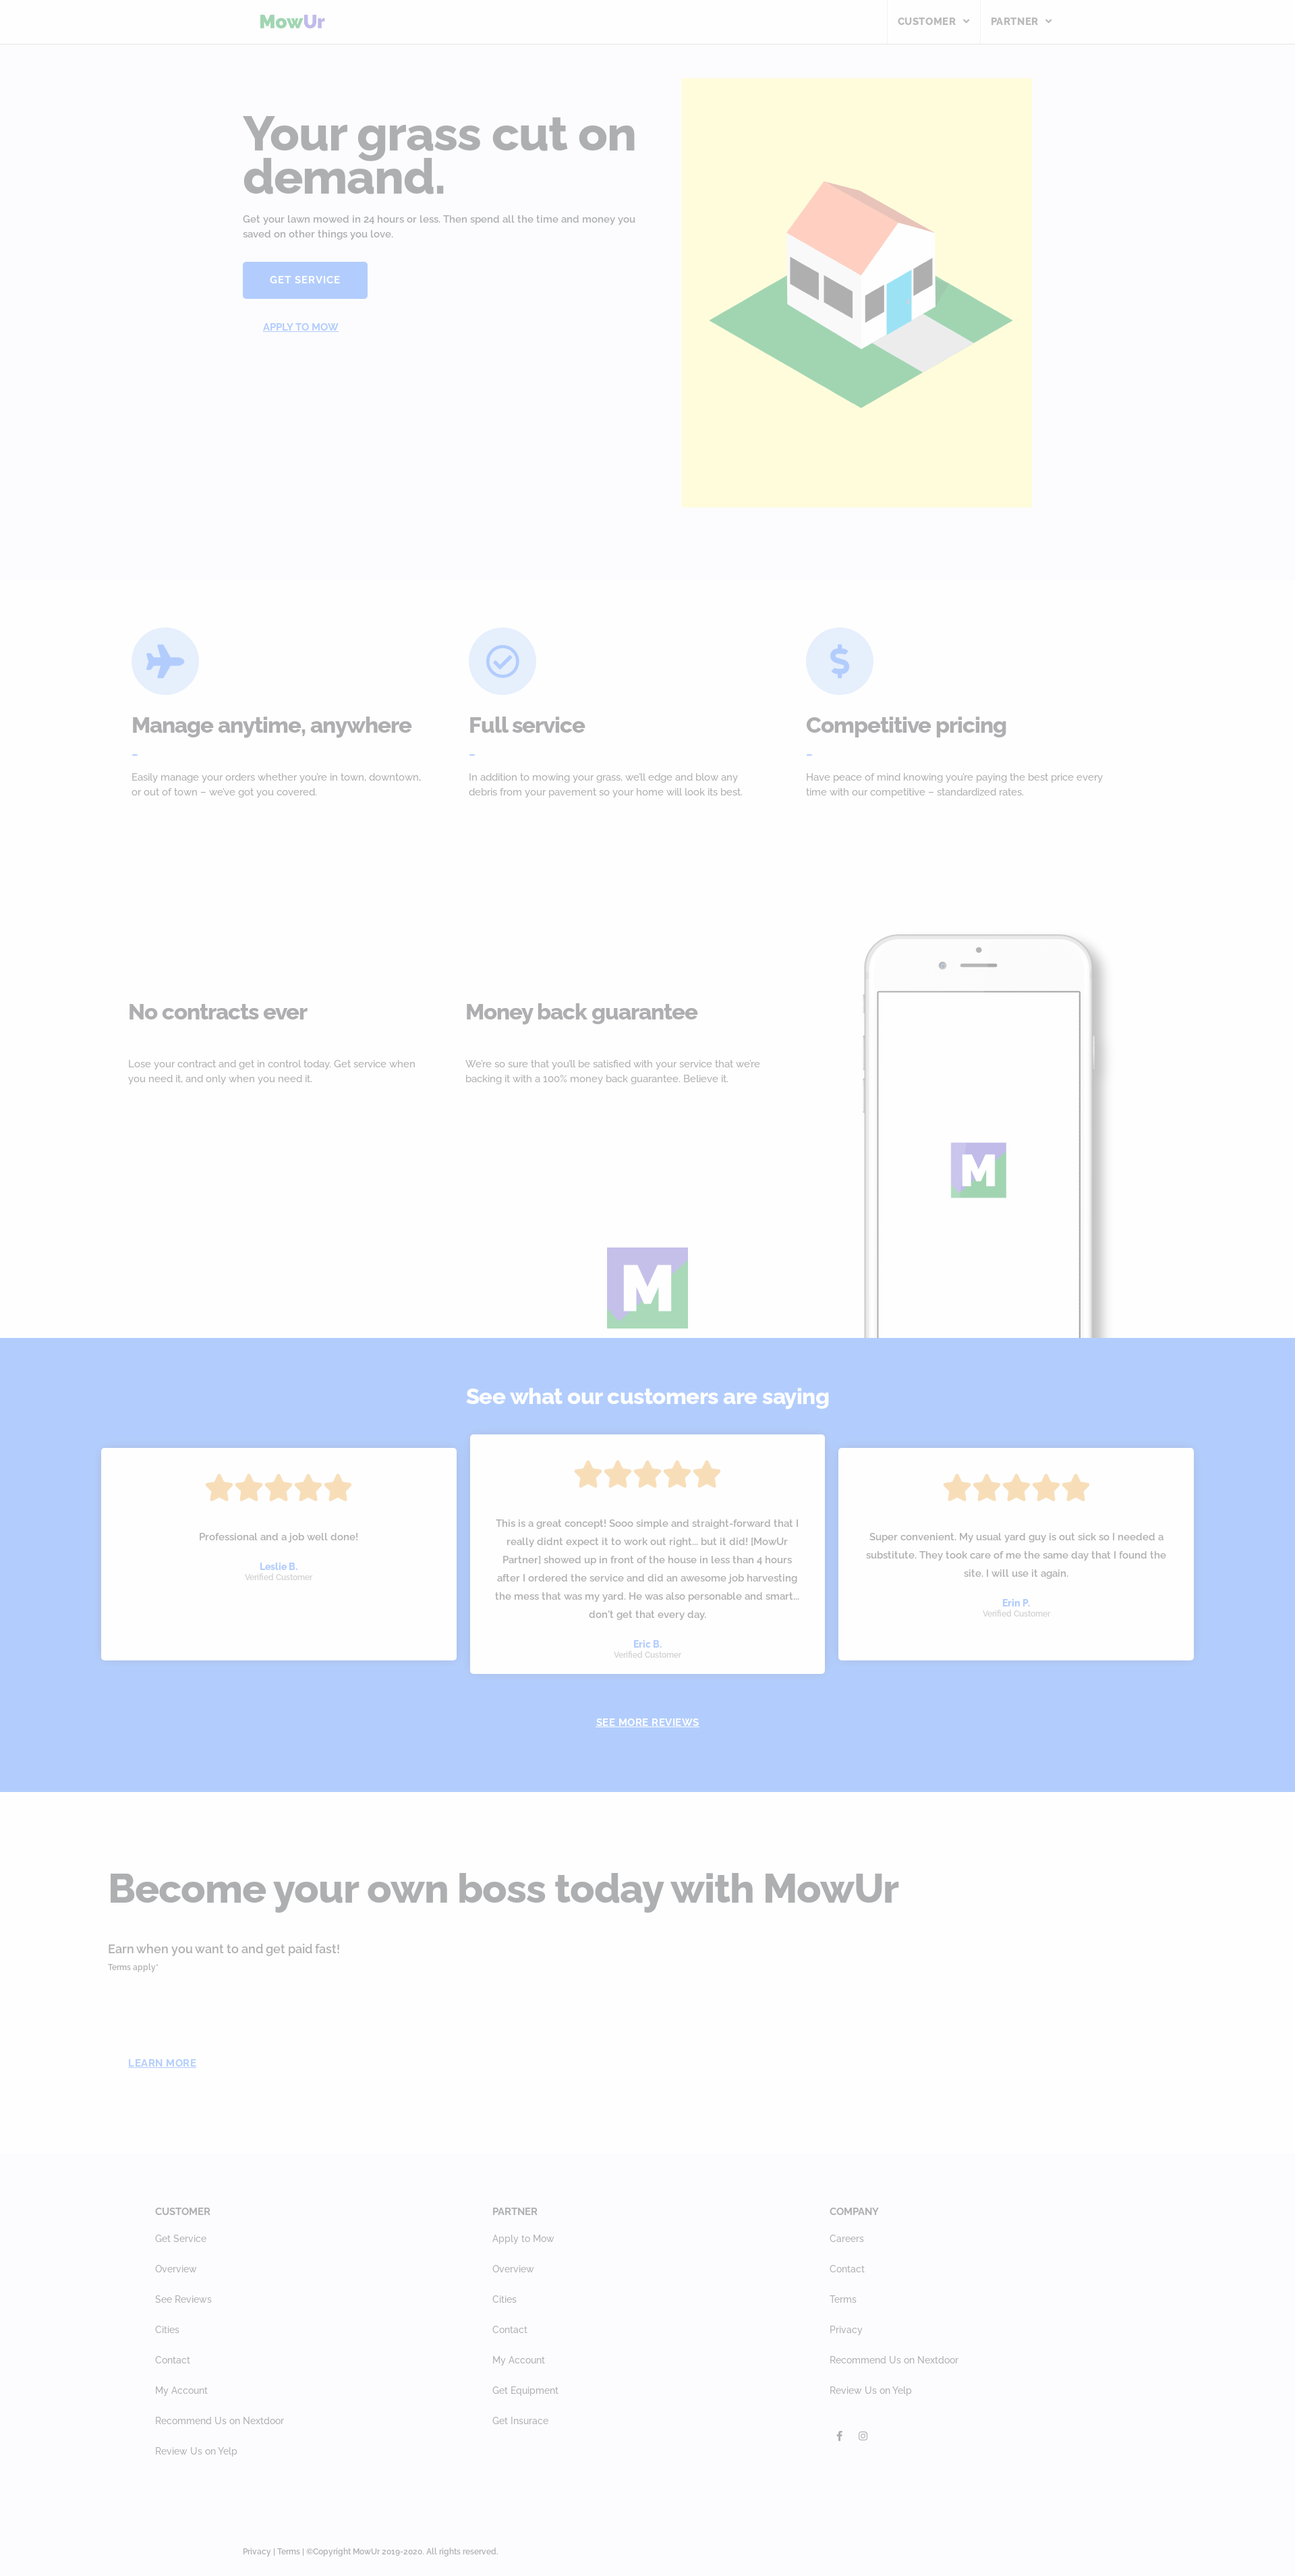 MowUr
CUSTOMER
PARTNER
Your grass cut on
demand.
Get your lawn mowed in 24 hours or less. Then spend all the time and money you
saved on other things you love.
GET SERVICE
APPLY TO MOW
Manage anytime, anywhere
–
Easily manage your orders whether you're in town, downtown,
or out of town – we've got you covered.
Full service
–
In addition to mowing your grass, we'll edge and blow any
debris from your pavement so your home will look its best.
Competitive pricing
–
Have peace of mind knowing you're paying the best price every
time with our competitive – standardized rates.
No contracts ever
Lose your contract and get in control today. Get service when
you need it, and only when you need it.
Money back guarantee
We're so sure that you'll be satisfied with your service that we're
backing it with a 100% money back guarantee. Believe it.
M
M
See what our customers are saying
Professional and a job well done!
Leslie B.
Verified Customer
This is a great concept! Sooo simple and straight-forward that I
really didnt expect it to work out right... but it did! [MowUr
Partner] showed up in front of the house in less than 4 hours
after I ordered the service and did an awesome job harvesting
the mess that was my yard. He was also personable and smart...
don't get that every day.
Eric B.
Verified Customer
Super convenient. My usual yard guy is out sick so I needed a
substitute. They took care of me the same day that I found the
site. I will use it again.
Erin P.
Verified Customer
SEE MORE REVIEWS
Become your own boss today with MowUr
Earn when you want to and get paid fast!
Terms apply*
LEARN MORE
CUSTOMER
Get Service
Overview
See Reviews
Cities
Contact
My Account
Recommend Us on Nextdoor
Review Us on Yelp
PARTNER
Apply to Mow
Overview
Cities
Contact
My Account
Get Equipment
Get Insurace
COMPANY
Careers
Contact
Terms
Privacy
Recommend Us on Nextdoor
Review Us on Yelp
Privacy | Terms | ©Copyright MowUr 2019-2020. All rights reserved.